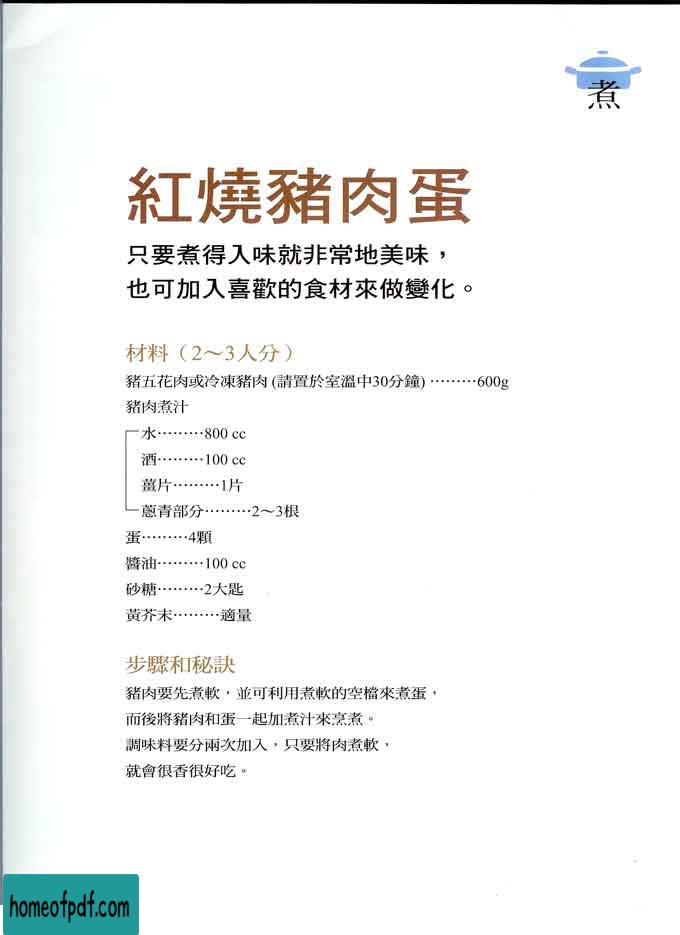 煮
紅燒豬肉蛋
只要煮得入味就非常地美味，
也可加入喜歡的食材來做變化。
材料（2～3人分）
豬五花肉或冷凍豬肉 (請置於室溫中30分鐘) ………600g
豬肉煮汁
水………800 cc
酒………100 cc
薑片………1片
蔥青部分………2～3根
蛋………4顆
醬油………100 cc
砂糖………2大匙
黃芥末………適量
步驟和秘訣
豬肉要先煮軟，並可利用煮軟的空檔來煮蛋，
而後將豬肉和蛋一起加煮汁來烹煮。
調味料要分兩次加入，只要將肉煮軟，
就會很香很好吃。
homeofpdf.com